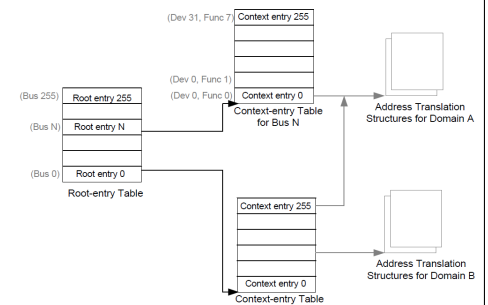 (Dev 31, Func 7) Context entry 255
(Dev 0, Func 1)
(Dev 0, Func 0) Context entry 0
Context-entry Table
for Bus N
Address Translation
Structures for Domain A
(Bus 255) Root entry 255
(Bus N) Root entry N
(Bus 0) Root entry 0
Root-entry Table
Context entry 255
Context entry 0
Context-entry Table
Address Translation
Structures for Domain B